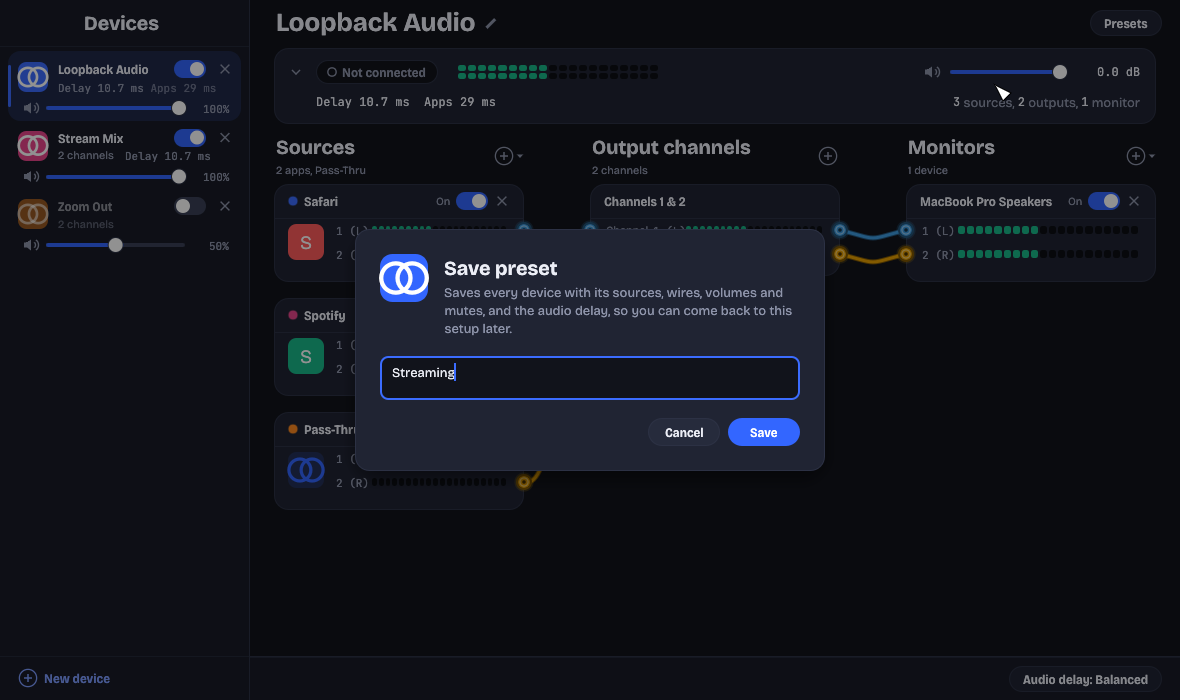 Devices
Loopback Audio
Delay 10.7 ms Apps 29 ms
100%
Stream Mix
2 channels Delay 10.7 ms
100%
Zoom Out
2 channels
50%
New device
Loopback Audio
Presets
Not connected
0.0 dB
Delay 10.7 ms Apps 29 ms
3 sources, 2 outputs, 1 monitor
Sources
2 apps, Pass-Thru
Output channels
2 channels
Monitors
1 device
Safari
On
S
1 (L)
2
Channels 1 & 2
Channel 1 (L)
MacBook Pro Speakers
On
1 (L)
2 (R)
Spotify
S
1 (
2 (
Pass-Thru
1 (
2 (R)
Save preset
Saves every device with its sources, wires, volumes and
mutes, and the audio delay, so you can come back to this
setup later.
Streaming
Cancel
Save
Audio delay: Balanced